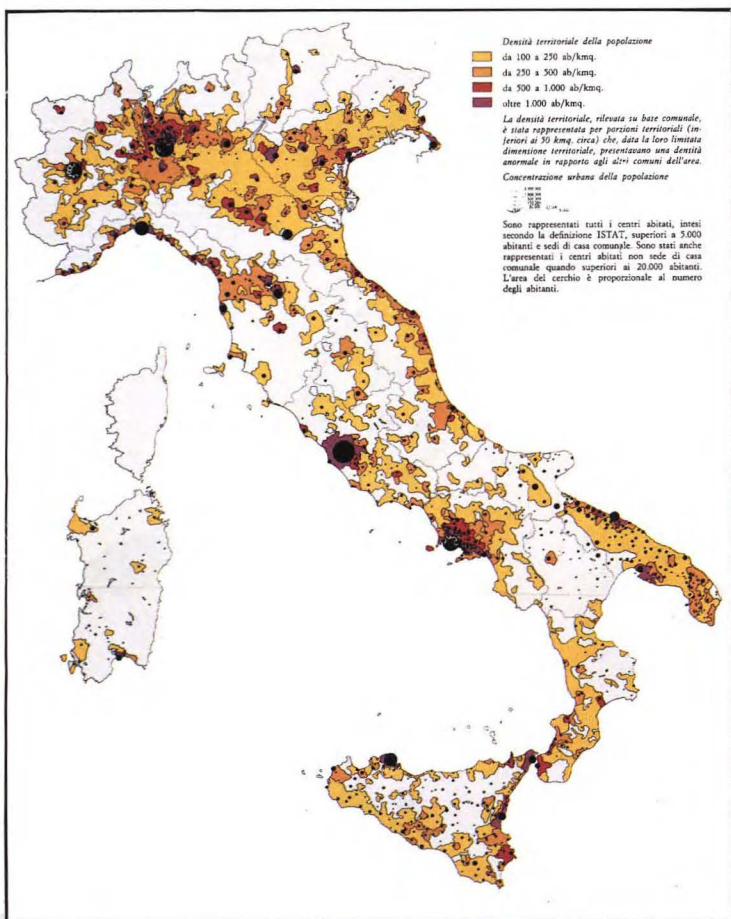 Densità territoriale della popolazione
da 100 a 250 ab/kmq.
da 250 a 500 ab/kmq.
da 500 a 1.000 ab/kmq.
oltre 1.000 ab/kmq.
La densità territoriale, rilevata su base comunale,
è stata rappresentata per porzioni territoriali (in-
feriori ai 50 kmq. circa) che, data la loro limitata
dimensione territoriale, presentavano una densità
anormale in rapporto agli altri comuni dell'area.
Concentrazione urbana della popolazione
Sono rappresentati tutti i centri abitati, intesi
secondo la definizione ISTAT, superiori a 5.000
abitanti e sedi di casa comunale. Sono stati anche
rappresentati i centri abitati non sede di casa
comunale quando superiori ai 20.000 abitanti.
L'area del cerchio è proporzionale al numero
degli abitanti.